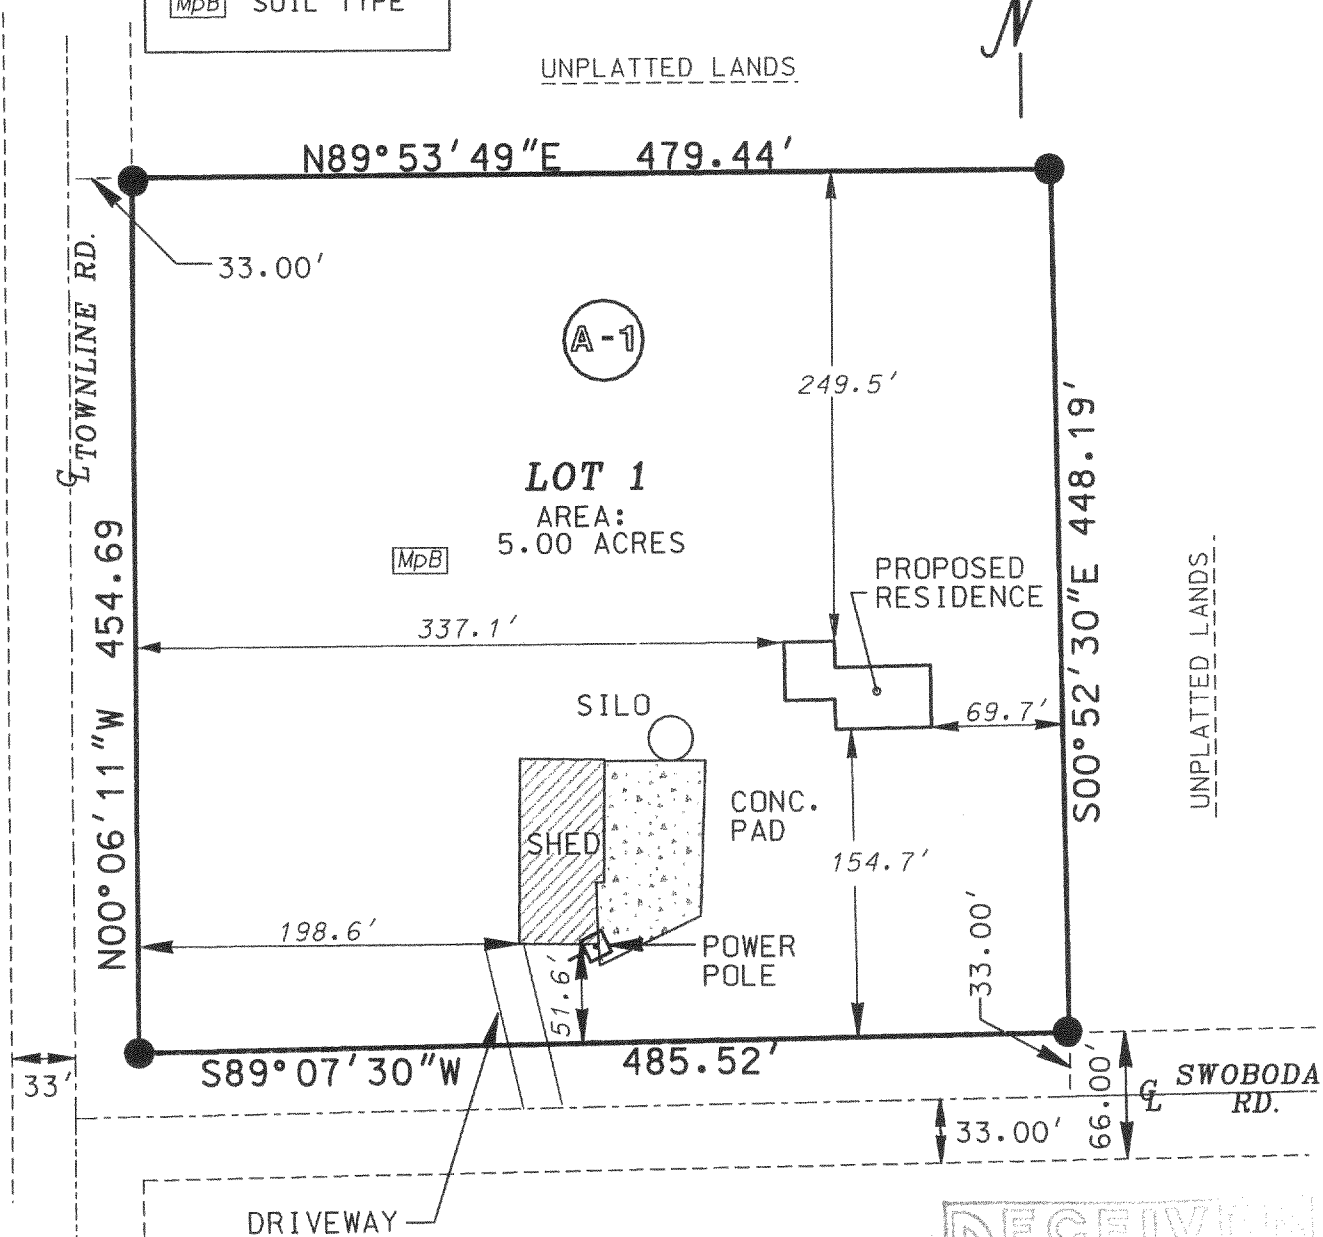 MpB SOIL TYPE
N
UNPLATTED LANDS
N89°53'49"E 479.44'
33.00'
℄ TOWNLINE RD.
A-1
249.5'
LOT 1
AREA:
5.00 ACRES
MpB
N00°06'11"W 454.69
S00°52'30"E 448.19'
UNPLATTED LANDS
PROPOSED
RESIDENCE
337.1'
69.7'
SILO
SHED
CONC.
PAD
154.7'
198.6'
51.6'
POWER
POLE
33.00'
S89°07'30"W 485.52'
33'
66.00'
℄ SWOBODA
RD.
33.00'
DRIVEWAY
RECEIVED